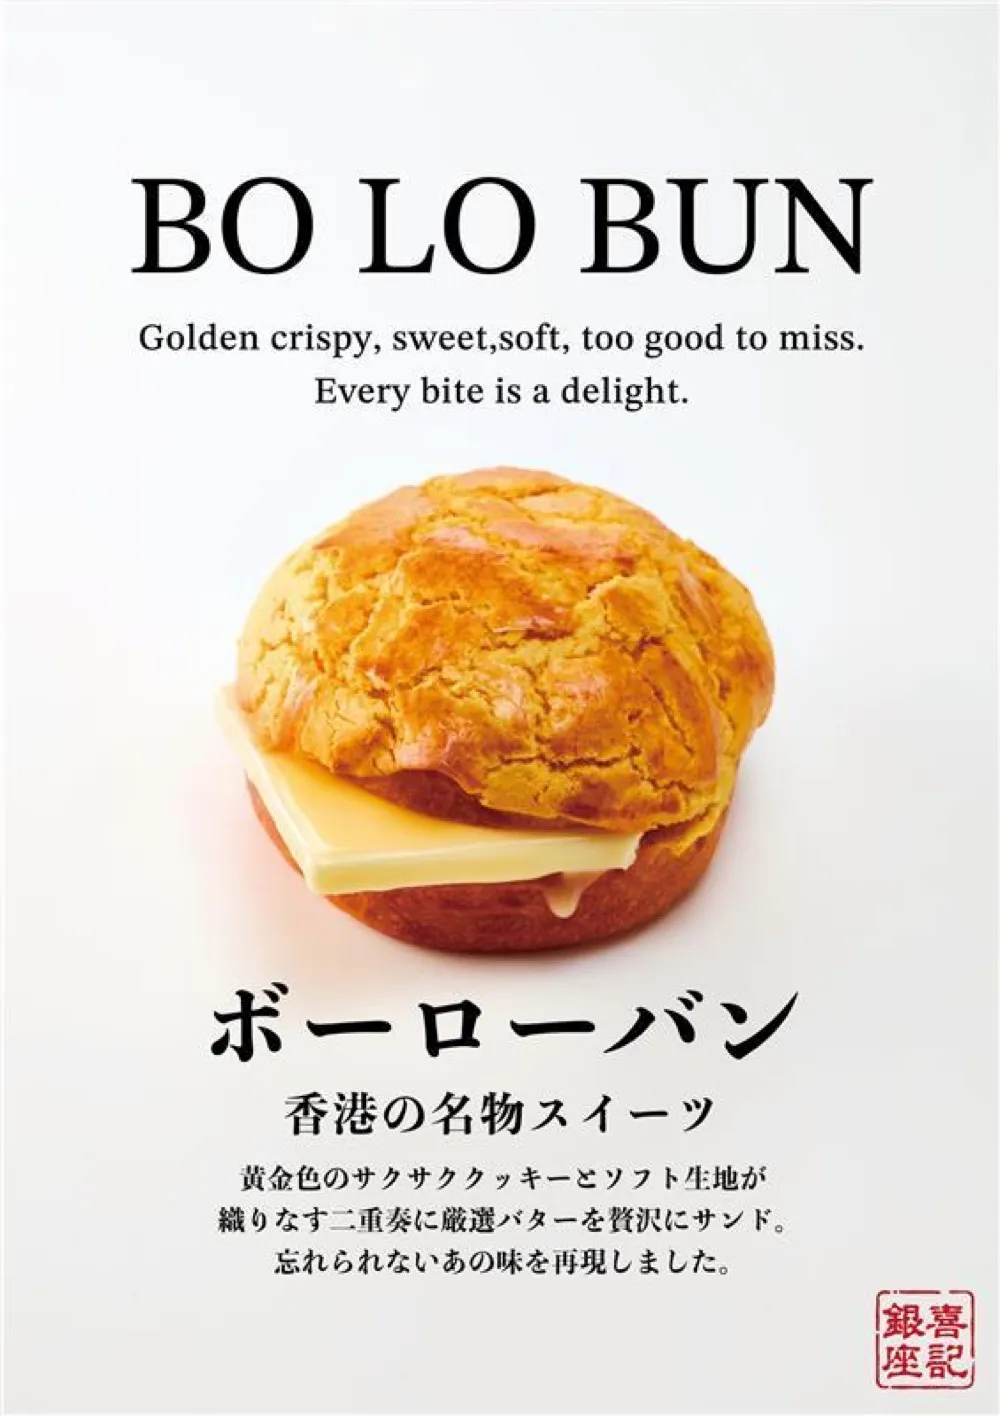 BO LO BUN
Golden crispy, sweet,soft, too good to miss.
Every bite is a delight.
ボーローバン
香港の名物スイーツ
黄金色のサクサククッキーとソフト生地が
織りなす二重奏に厳選バターを贅沢にサンド。
忘れられないあの味を再現しました。
喜記
銀座